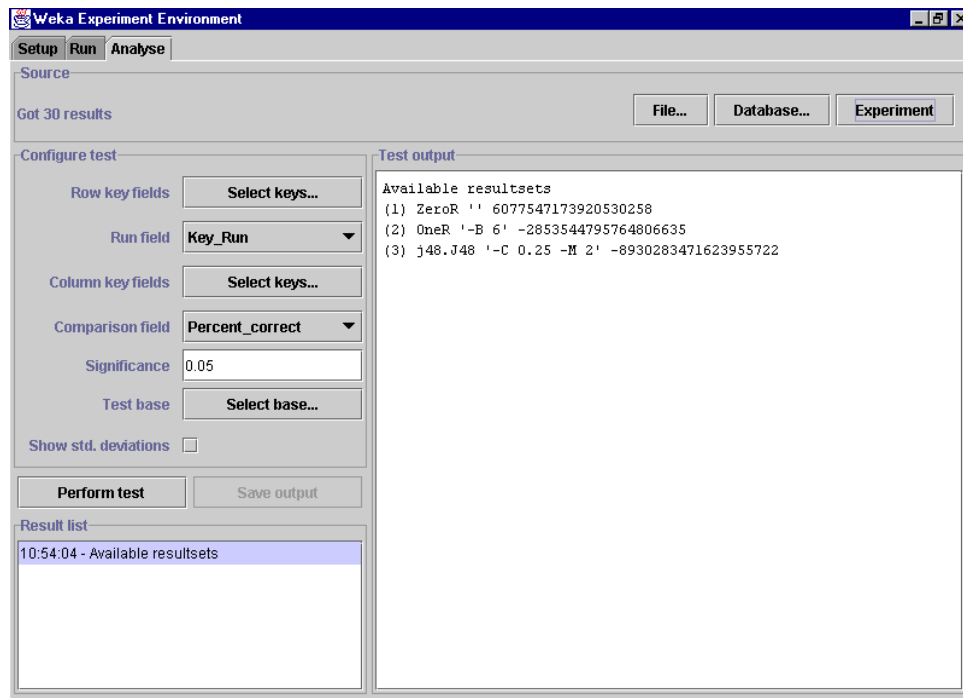 Weka Experiment Environment
Setup Run Analyse
Source
Got 30 results
File... Database... Experiment
Configure test
Row key fields Select keys...
Run field Key_Run
Column key fields Select keys...
Comparison field Percent_correct
Significance 0.05
Test base Select base...
Show std. deviations
Perform test Save output
Result list
10:54:04 - Available resultsets
Test output
Available resultsets
(1) ZeroR '' 6077547173920530258
(2) OneR '-B 6' -2853544795764806635
(3) j48.J48 '-C 0.25 -M 2' -8930283471623955722